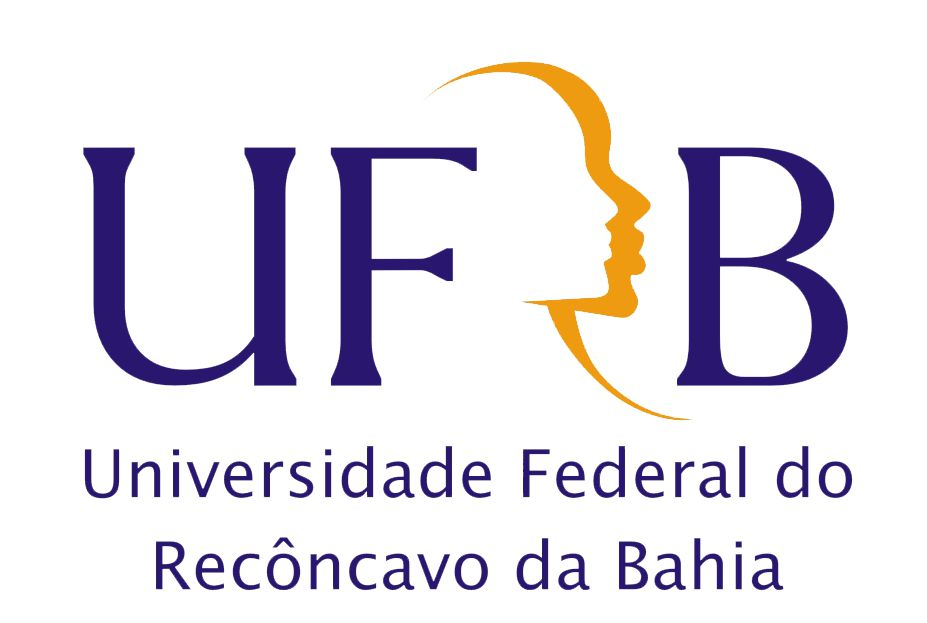 UFRB
Universidade Federal do
Recôncavo da Bahia